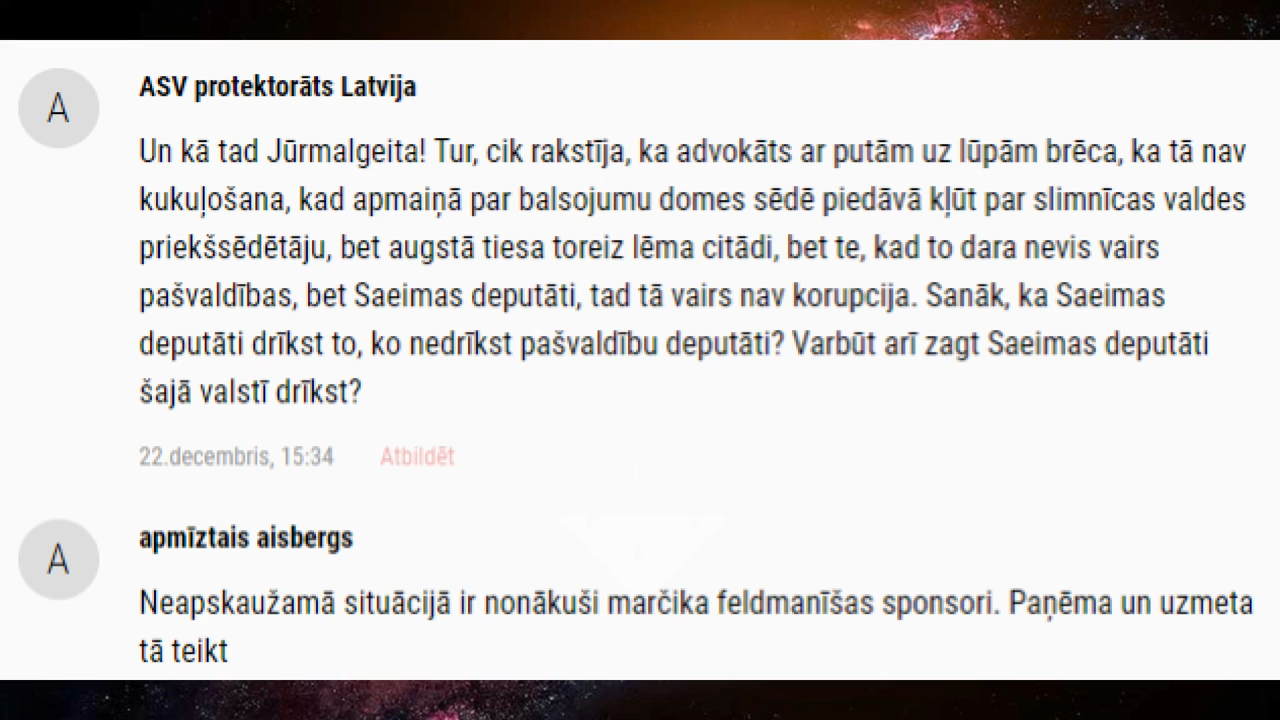 A
ASV protektorāts Latvija
Un kā tad Jūrmalgeita! Tur, cik rakstīja, ka advokāts ar putām uz lūpām brēca, ka tā nav
kukuļošana, kad apmaiņā par balsojumu domes sēdē piedāvā kļūt par slimnīcas valdes
priekšsēdētāju, bet augstā tiesa toreiz lēma citādi, bet te, kad to dara nevis vairs
pašvaldības, bet Saeimas deputāti, tad tā vairs nav korupcija. Sanāk, ka Saeimas
deputāti drīkst to, ko nedrīkst pašvaldību deputāti? Varbūt arī zagt Saeimas deputāti
šajā valstī drīkst?
22.decembris, 15:34 Atbildēt
A
apmīztais aisbergs
Neapskaužamā situācijā ir nonākuši marčika feldmanīšas sponsori. Paņēma un uzmeta
tā teikt